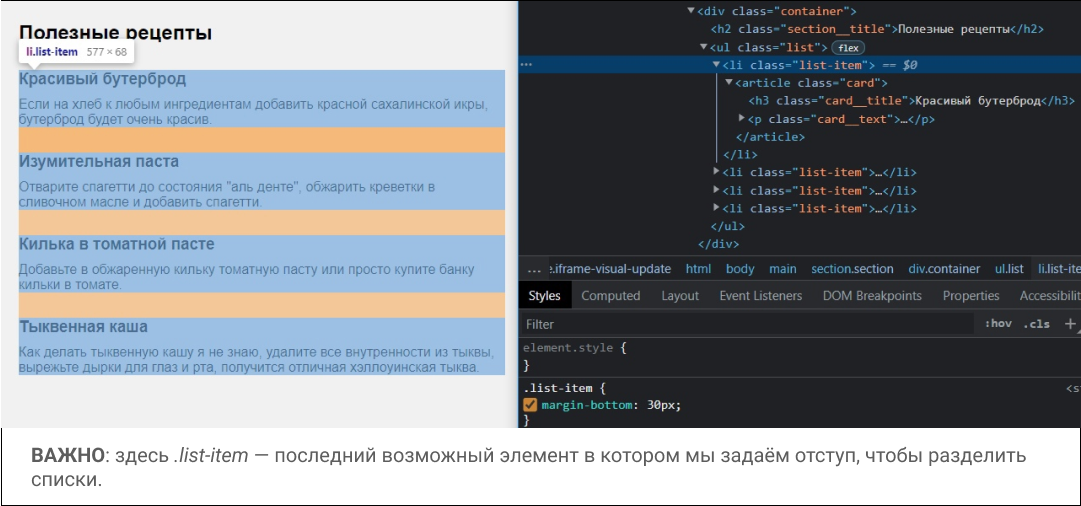 Полезные рецепты
li.list-item 577 × 68
Красивый бутерброд
Если на хлеб к любым ингредиентам добавить красной сахалинской икры,
бутерброд будет очень красив.
Изумительная паста
Отварите спагетти до состояния "аль денте", обжарить креветки в
сливочном масле и добавить спагетти.
Килька в томатной пасте
Добавьте в обжаренную кильку томатную пасту или просто купите банку
кильки в томате.
Тыквенная каша
Как делать тыквенную кашу я не знаю, удалите все внутренности из тыквы,
вырежьте дырки для глаз и рта, получится отличная хэллоуинская тыква.
<div class="container">
<h2 class="section__title">Полезные рецепты</h2>
<ul class="list"> flex
... <li class="list-item"> == $0
<article class="card">
<h3 class="card__title">Красивый бутерброд</h3>
<p class="card__text">…</p>
</article>
</li>
<li class="list-item">…</li>
<li class="list-item">…</li>
<li class="list-item">…</li>
</ul>
</div>
... e.iframe-visual-update html body main section.section div.container ul.list li.list-ite
Styles Computed Layout Event Listeners DOM Breakpoints Properties Accessibilit
Filter :hov .cls +
element.style {
}
.list-item { <s
margin-bottom: 30px;
}
ВАЖНО: здесь .list-item — последний возможный элемент в котором мы задаём отступ, чтобы разделить
списки.